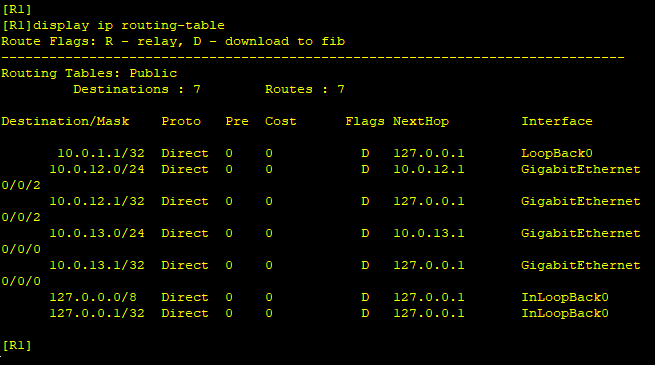 [R1]
[R1]display ip routing-table
Route Flags: R - relay, D - download to fib
------------------------------------------------------------------------------
Routing Tables: Public
         Destinations : 7        Routes : 7

Destination/Mask    Proto   Pre  Cost      Flags NextHop         Interface

       10.0.1.1/32  Direct  0    0           D   127.0.0.1       LoopBack0
      10.0.12.0/24  Direct  0    0           D   10.0.12.1       GigabitEthernet
0/0/2
      10.0.12.1/32  Direct  0    0           D   127.0.0.1       GigabitEthernet
0/0/2
      10.0.13.0/24  Direct  0    0           D   10.0.13.1       GigabitEthernet
0/0/0
      10.0.13.1/32  Direct  0    0           D   127.0.0.1       GigabitEthernet
0/0/0
      127.0.0.0/8   Direct  0    0           D   127.0.0.1       InLoopBack0
      127.0.0.1/32  Direct  0    0           D   127.0.0.1       InLoopBack0

[R1]